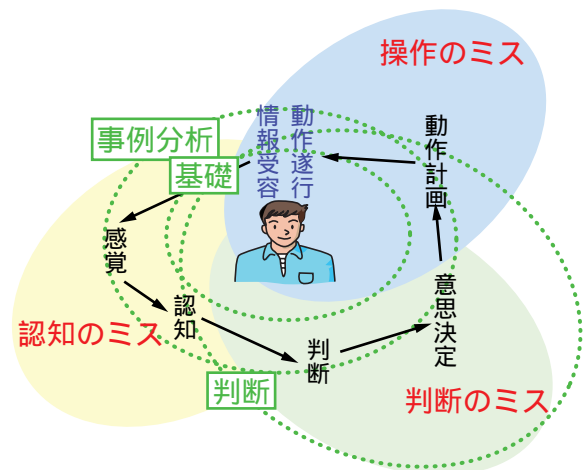 操作のミス
事例分析
基礎
動作遂行
情報受容
動作計画
感覚
認知
認知のミス
判断
意思決定
判断
判断のミス